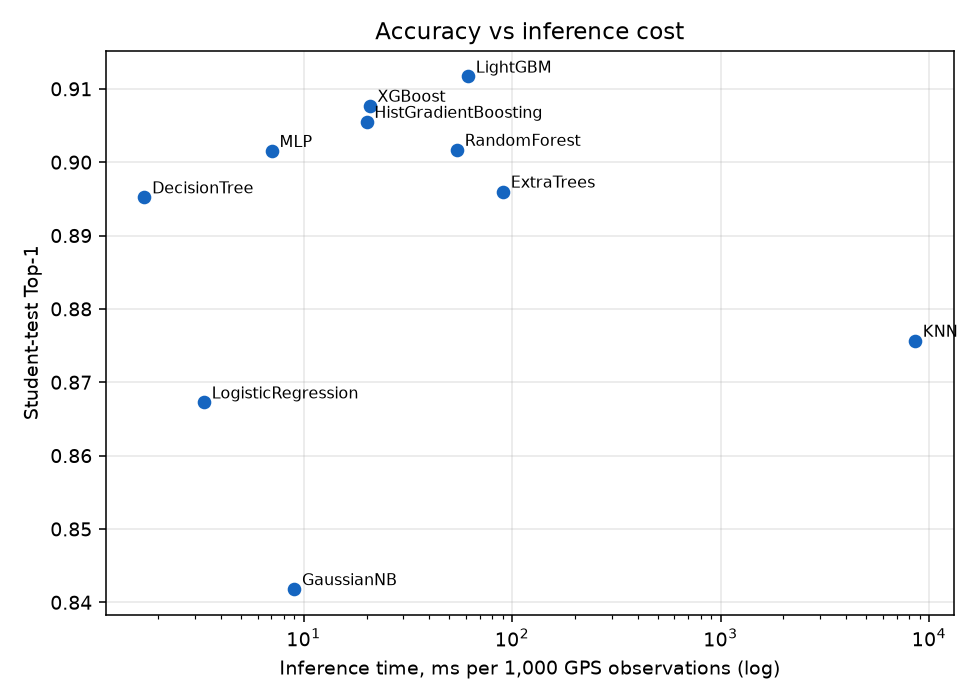 Accuracy vs inference cost
Student-test Top-1
0.91
0.90
0.89
0.88
0.87
0.86
0.85
0.84
LightGBM
XGBoost
HistGradientBoosting
MLP
RandomForest
DecisionTree
ExtraTrees
KNN
LogisticRegression
GaussianNB
10¹ 10² 10³ 10⁴
Inference time, ms per 1,000 GPS observations (log)